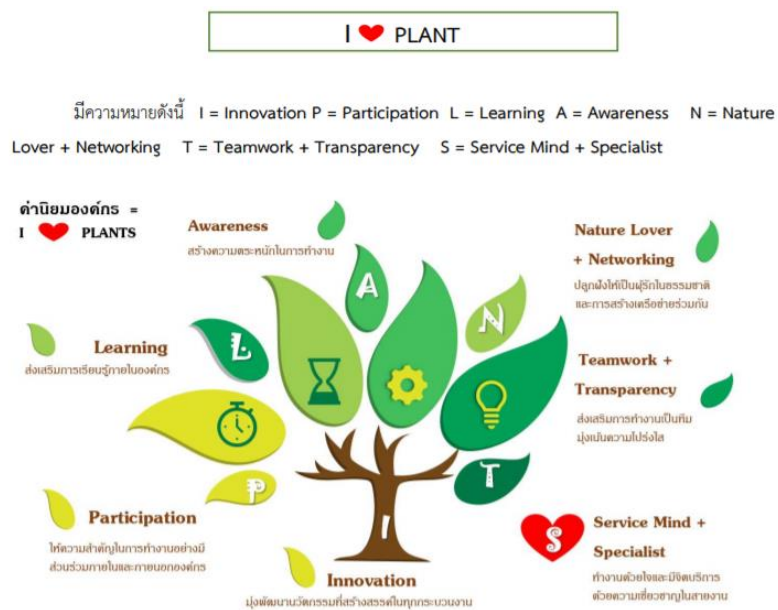 I ❤ PLANT
มีความหมายดังนี้ I = Innovation P = Participation L = Learning A = Awareness N = Nature
Lover + Networking T = Teamwork + Transparency S = Service Mind + Specialist
ค่านิยมองค์กร =
I ❤ PLANTS
Awareness
สร้างความตระหนักในการทำงาน
Nature Lover
+ Networking
ปลูกฝังให้เป็นผู้รักในธรรมชาติ
และการสร้างเครือข่ายร่วมกัน
A
N
L
Learning
ส่งเสริมการเรียนรู้ภายในองค์กร
Teamwork +
Transparency
ส่งเสริมการทำงานเป็นทีม
มุ่งเน้นความโปร่งใส
P
T
I
Participation
ให้ความสำคัญในการทำงานอย่างมี
ส่วนร่วมภายในและภายนอกองค์กร
S
Service Mind +
Specialist
ทำงานด้วยใจและมีจิตบริการ
ด้วยความเชี่ยวชาญในสายงาน
Innovation
มุ่งพัฒนานวัตกรรมที่สร้างสรรค์ในทุกกระบวนงาน